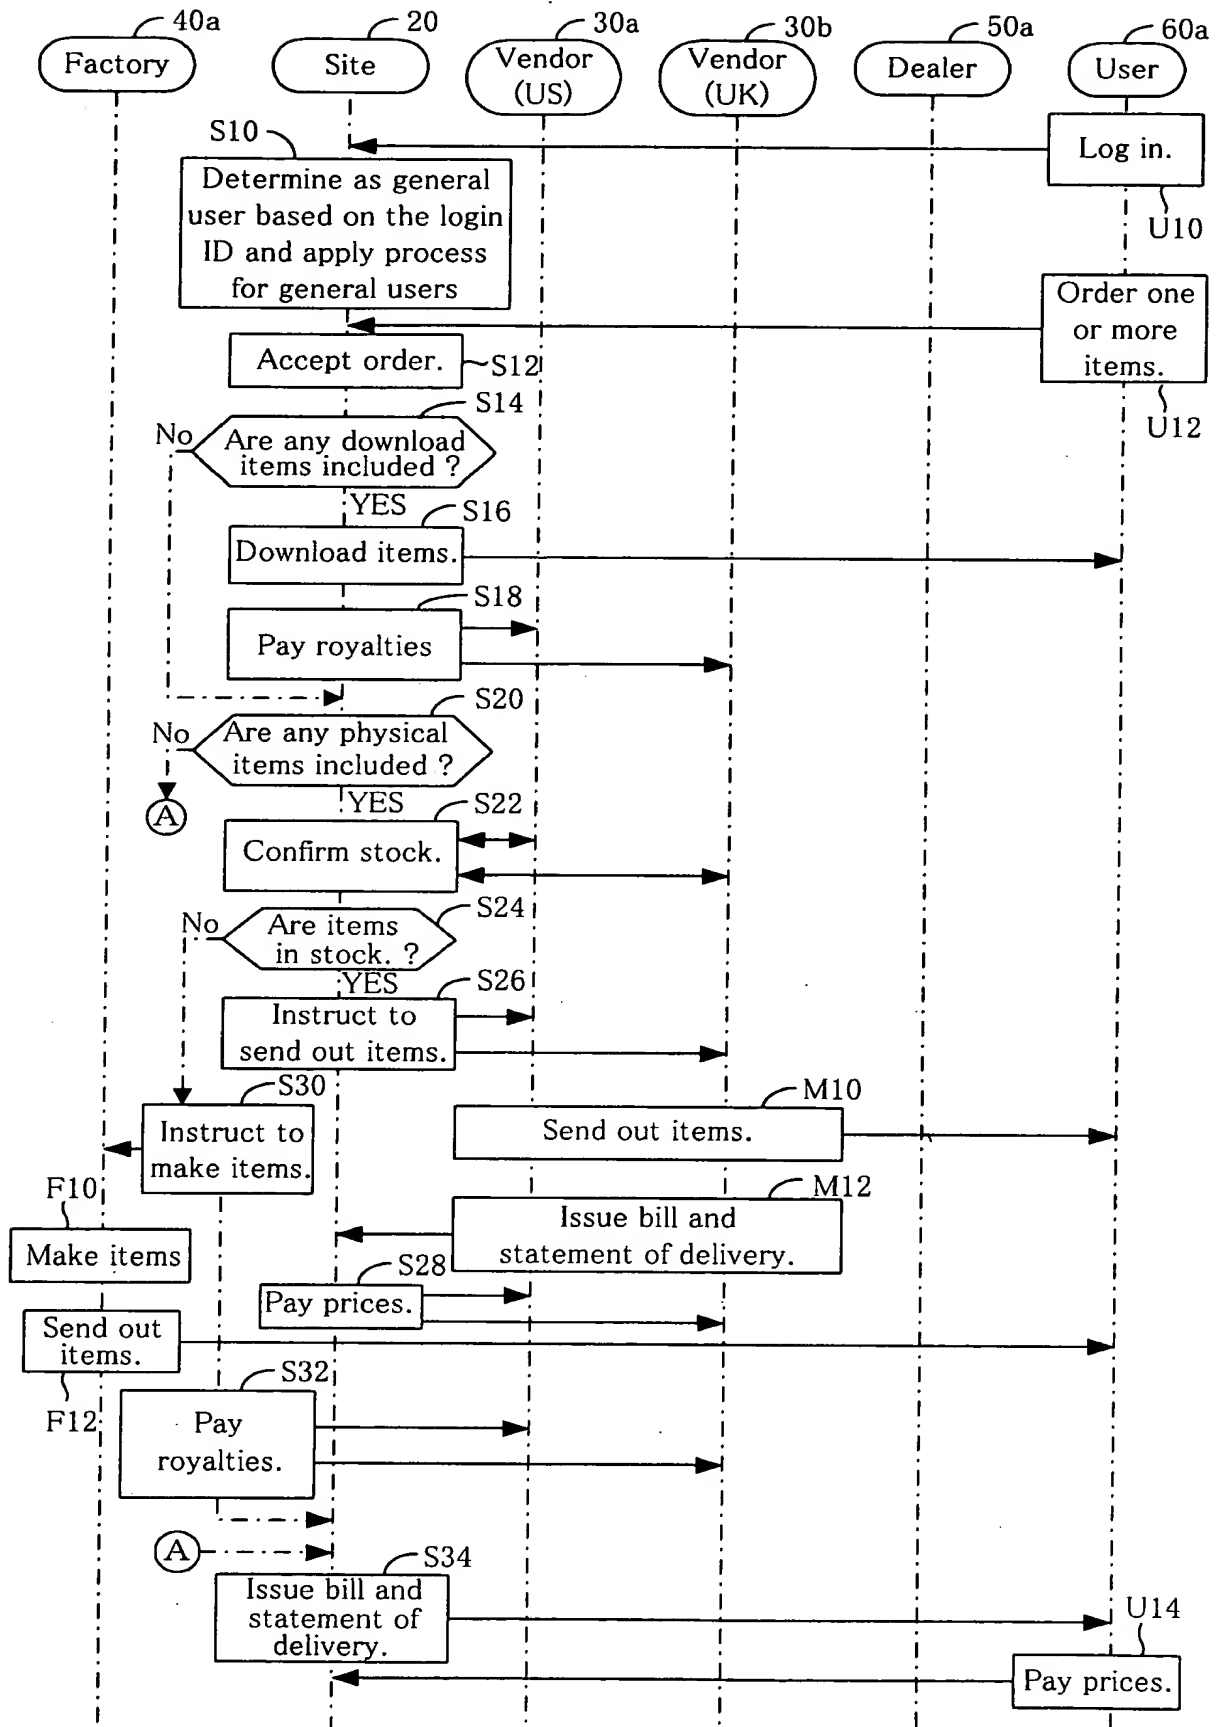 40a
20
30a
30b
50a
60a
Factory
Site
Vendor
(US)
Vendor
(UK)
Dealer
User
S10
Log in.
U10
Determine as general
user based on the login
ID and apply process
for general users
Order one
or more
items.
U12
Accept order.
S12
S14
No
Are any download
items included ?
YES
S16
Download items.
S18
Pay royalties
S20
No
Are any physical
items included ?
A
YES
S22
Confirm stock.
S24
No
Are items
in stock. ?
YES
S26
Instruct to
send out items.
S30
M10
Instruct to
make items.
Send out items.
F10
M12
Make items
Issue bill and
statement of delivery.
S28
Pay prices.
Send out
items.
F12
S32
Pay
royalties.
A
S34
Issue bill and
statement of
delivery.
U14
Pay prices.